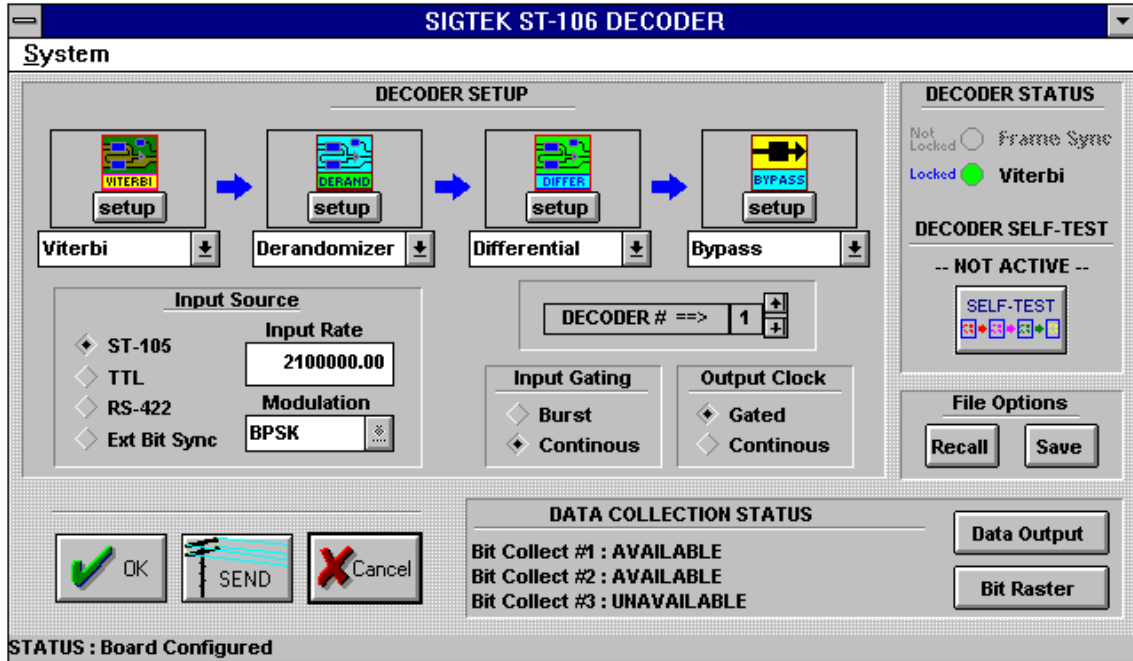 SIGTEK ST-106 DECODER
System
DECODER SETUP
VITERBI
setup
Viterbi
DERAND
setup
Derandomizer
DIFFER
setup
Differential
BYPASS
setup
Bypass
Input Source
ST-105
TTL
RS-422
Ext Bit Sync
Input Rate
2100000.00
Modulation
BPSK
DECODER # ==> 1
Input Gating
Burst
Continous
Output Clock
Gated
Continous
DECODER STATUS
Not Locked Frame Sync
Locked Viterbi
DECODER SELF-TEST
-- NOT ACTIVE --
SELF-TEST
File Options
Recall
Save
OK
SEND
Cancel
DATA COLLECTION STATUS
Bit Collect #1 : AVAILABLE
Bit Collect #2 : AVAILABLE
Bit Collect #3 : UNAVAILABLE
Data Output
Bit Raster
STATUS : Board Configured